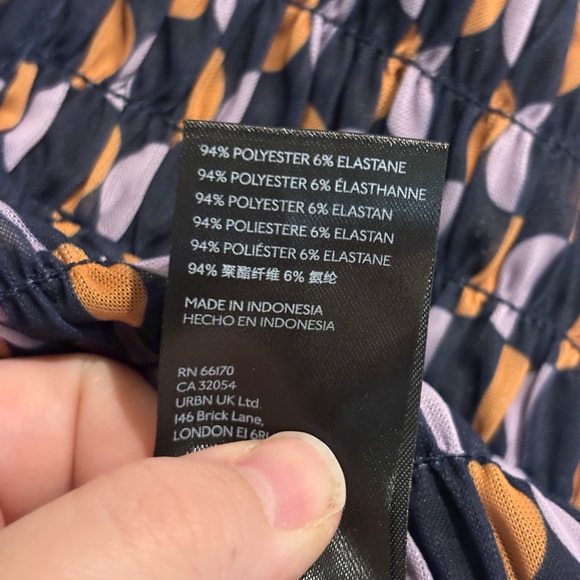 94% POLYESTER 6% ELASTANE
94% POLYESTER 6% ÉLASTHANNE
94% POLYESTER 6% ELASTAN
94% POLIESTERE 6% ELASTAN
94% POLIÉSTER 6% ELASTANE
94% 聚酯纤维 6% 氨纶
MADE IN INDONESIA
HECHO EN INDONESIA
RN 66170
CA 32054
URBN UK Ltd.
146 Brick Lane,
LONDON E1